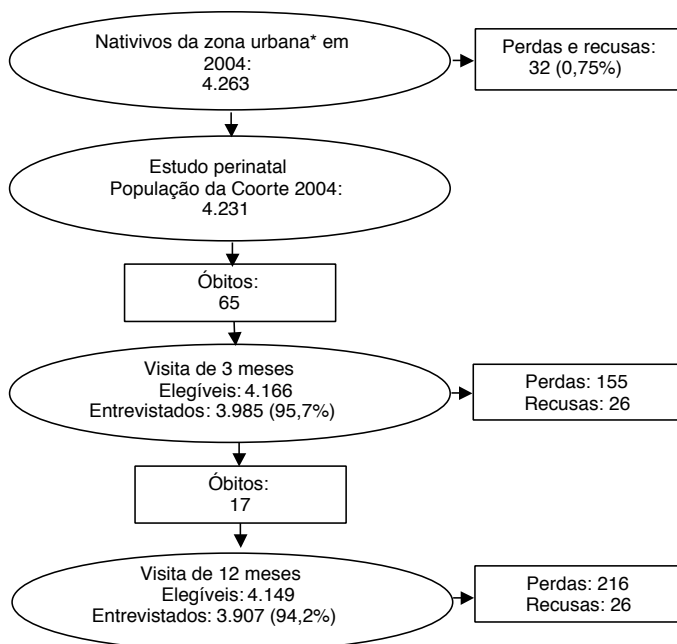 Nativivos da zona urbana* em
2004:
4.263
Perdas e recusas:
32 (0,75%)
Estudo perinatal
População da Coorte 2004:
4.231
Óbitos:
65
Visita de 3 meses
Elegíveis: 4.166
Entrevistados: 3.985 (95,7%)
Perdas: 155
Recusas: 26
Óbitos:
17
Visita de 12 meses
Elegíveis: 4.149
Entrevistados: 3.907 (94,2%)
Perdas: 216
Recusas: 26